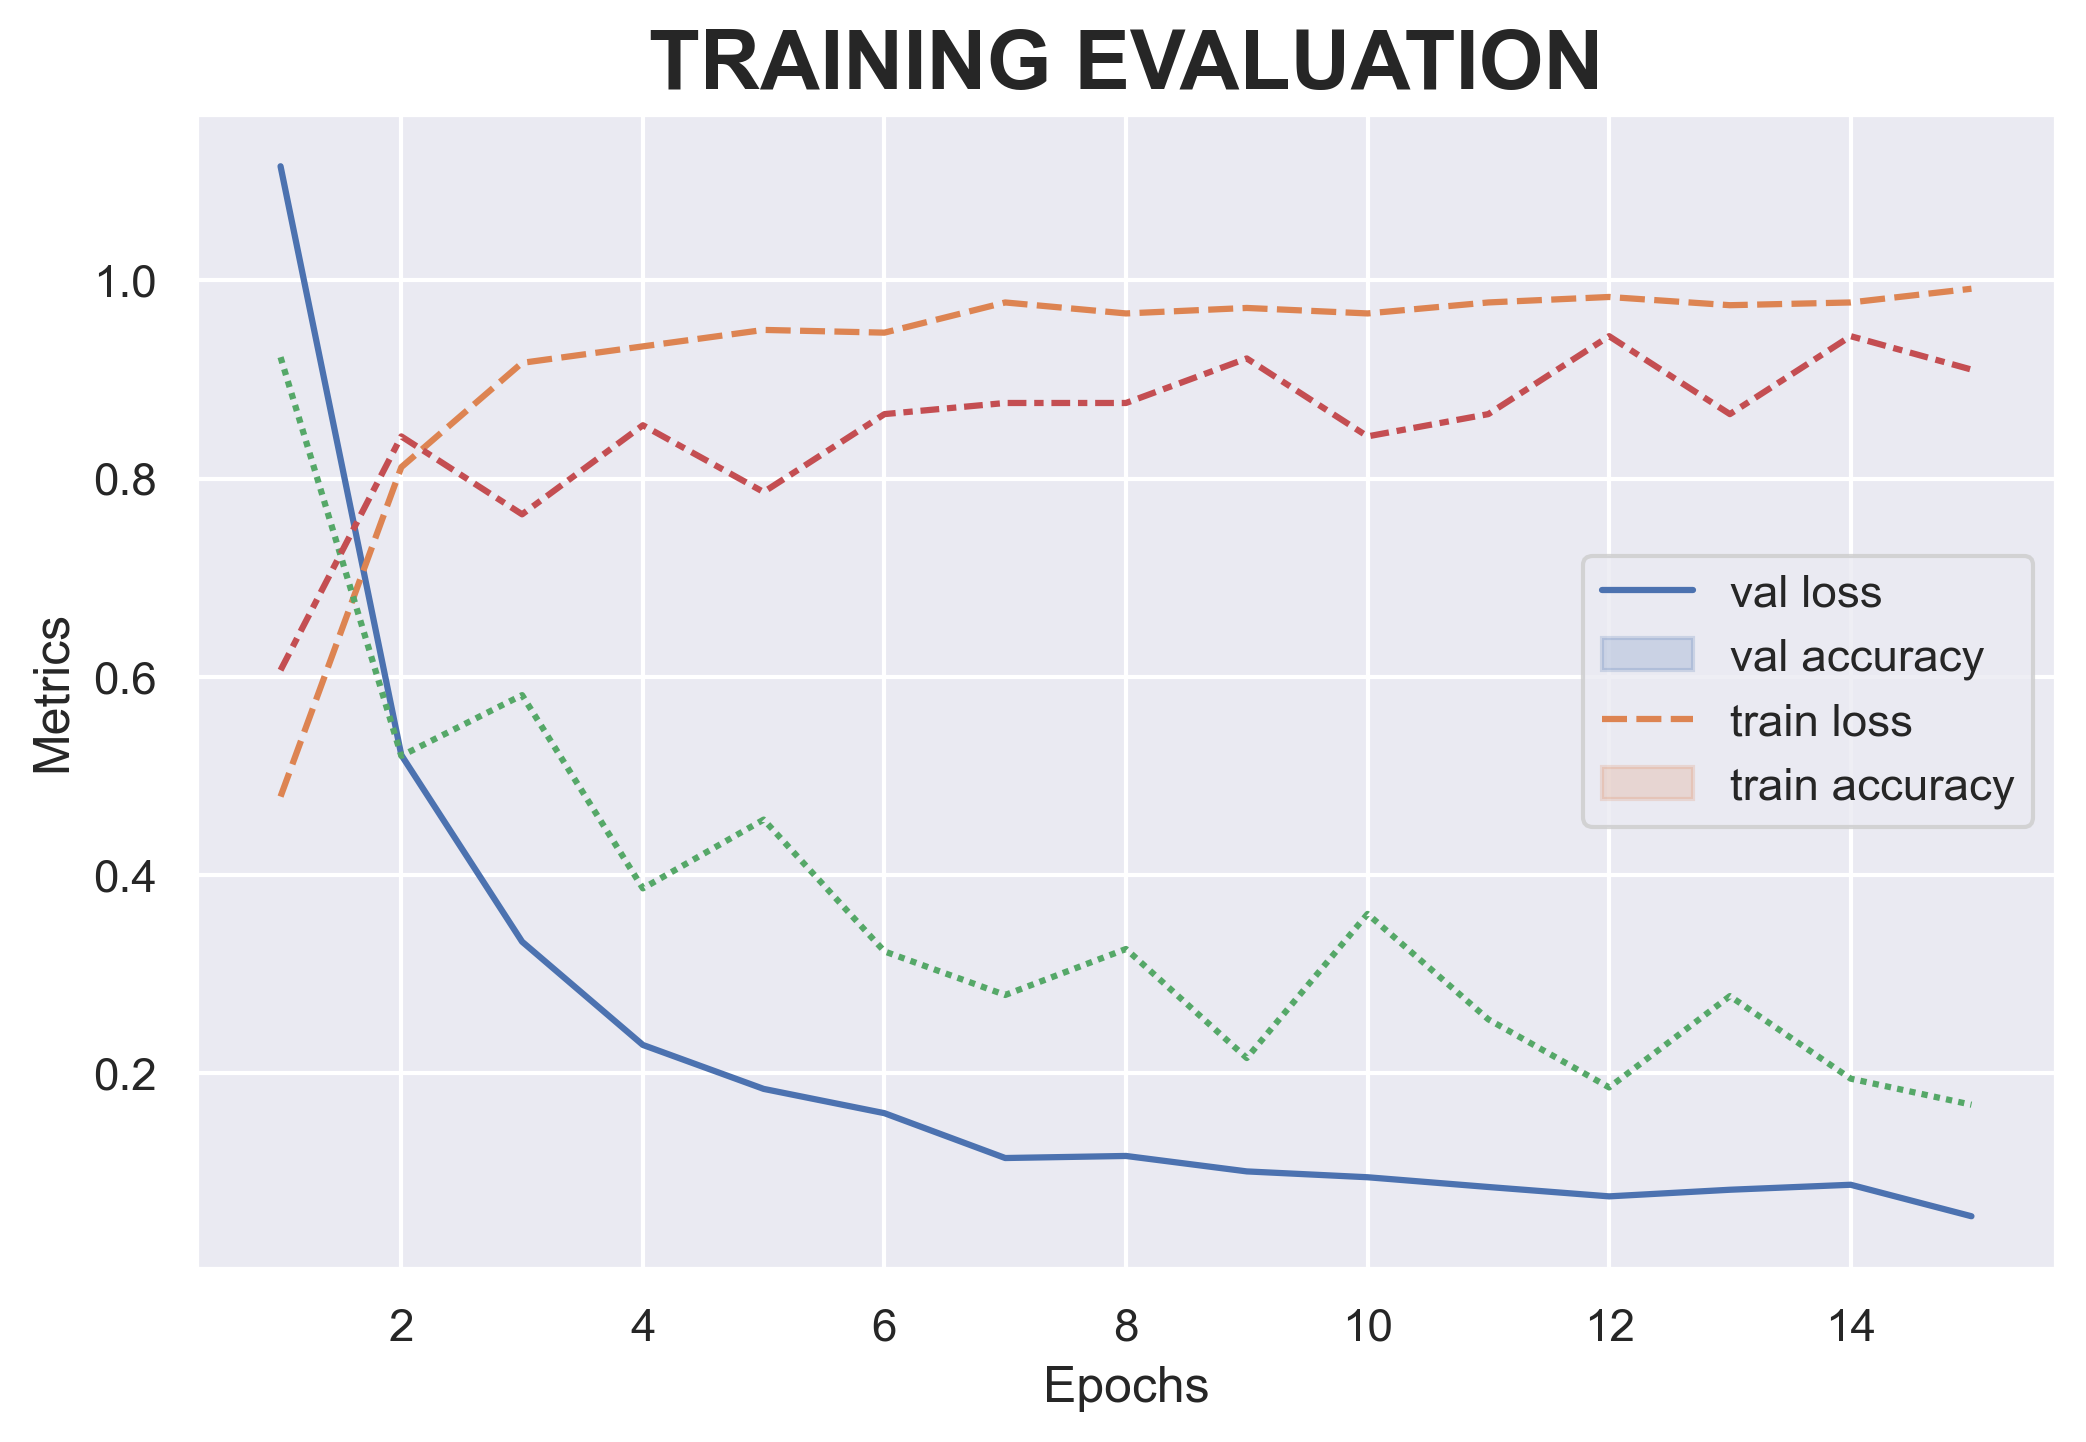 TRAINING EVALUATION
1.0
0.8
0.6
0.4
0.2
Metrics
val loss
val accuracy
train loss
train accuracy
2 4 6 8 10 12 14
Epochs